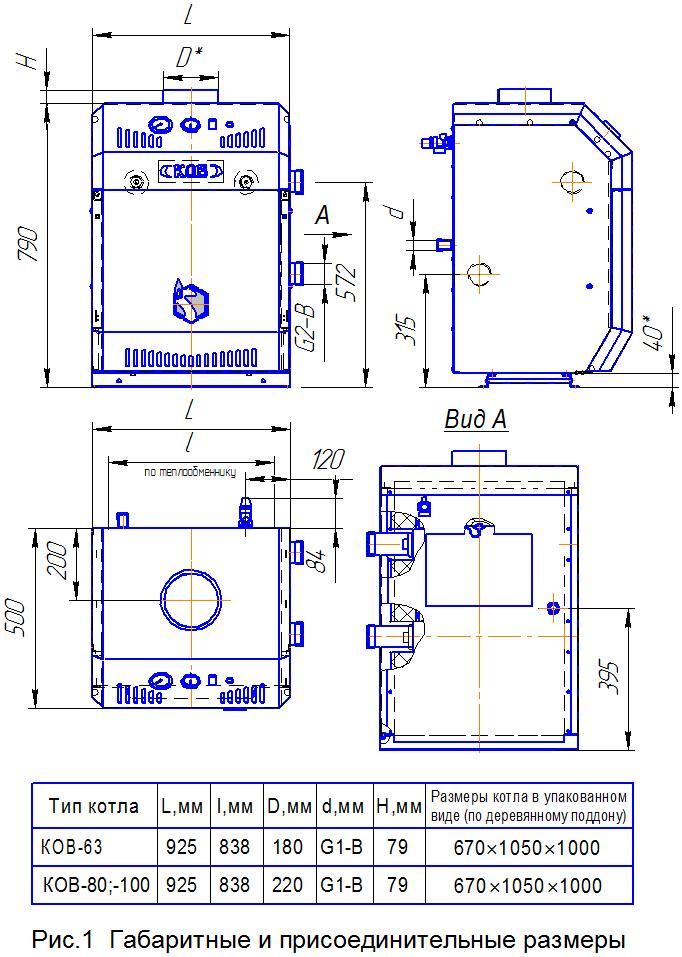 L
H
D*
КОВ
A
790
572
G2-B
d
315
40*
L
l
по теплообменнику
120
84
200
500
Вид А
395
Тип котла L,мм l,мм D,мм d,мм H,мм Размеры котла в упакованном
виде (по деревянному поддону)
КОВ-63 925 838 180 G1-B 79 670×1050×1000
КОВ-80;-100 925 838 220 G1-B 79 670×1050×1000
Рис.1 Габаритные и присоединительные размеры